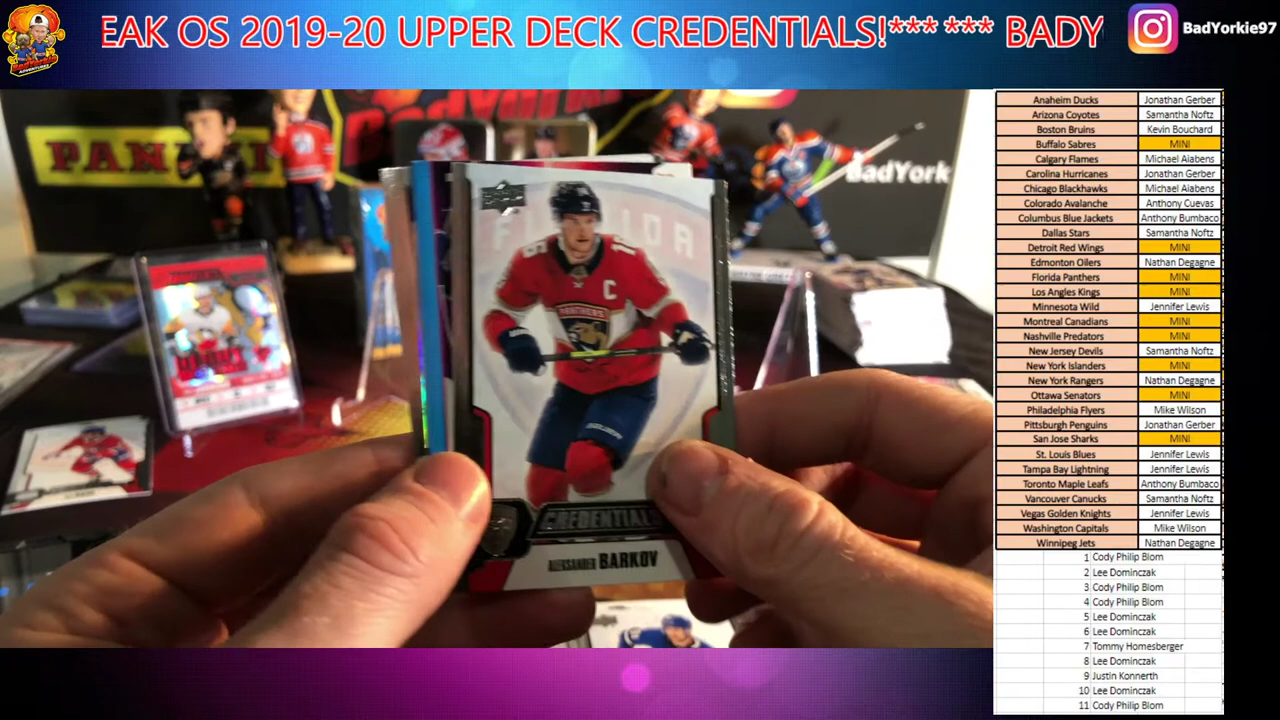 EAK OS 2019-20 UPPER DECK CREDENTIALS!*** *** BADY
BadYorkie97
PANINI
BadYork
FLORIDA
16
C
PANTHERS
CREDENTIALS
ALEKSANDER BARKOV
Anaheim Ducks Jonathan Gerber
Arizona Coyotes Samantha Noftz
Boston Bruins Kevin Bouchard
Buffalo Sabres MINI
Calgary Flames Michael Aiabens
Carolina Hurricanes Jonathan Gerber
Chicago Blackhawks Michael Aiabens
Colorado Avalanche Anthony Cuevas
Columbus Blue Jackets Anthony Bumbaco
Dallas Stars Samantha Noftz
Detroit Red Wings MINI
Edmonton Oilers Nathan Degagne
Florida Panthers MINI
Los Angles Kings MINI
Minnesota Wild Jennifer Lewis
Montreal Canadians MINI
Nashville Predators MINI
New Jersey Devils Samantha Noftz
New York Islanders MINI
New York Rangers Nathan Degagne
Ottawa Senators MINI
Philadelphia Flyers Mike Wilson
Pittsburgh Penguins Jonathan Gerber
San Jose Sharks MINI
St. Louis Blues Jennifer Lewis
Tampa Bay Lightning Jennifer Lewis
Toronto Maple Leafs Anthony Bumbaco
Vancouver Canucks Samantha Noftz
Vegas Golden Knights Jennifer Lewis
Washington Capitals Mike Wilson
Winnipeg Jets Nathan Degagne
1 Cody Philip Blom
2 Lee Dominczak
3 Cody Philip Blom
4 Cody Philip Blom
5 Lee Dominczak
6 Lee Dominczak
7 Tommy Homesberger
8 Lee Dominczak
9 Justin Konnerth
10 Lee Dominczak
11 Cody Philip Blom